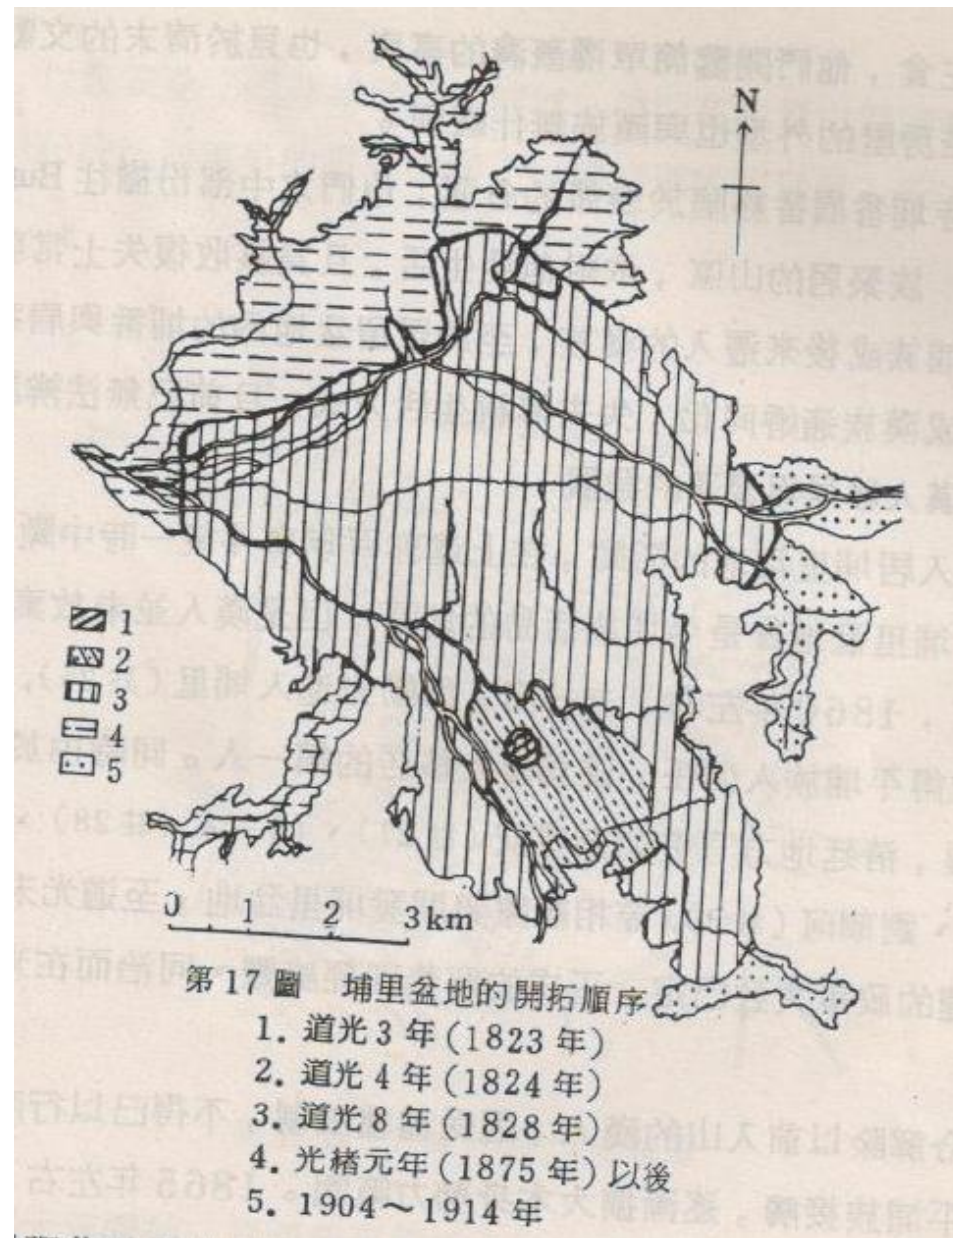 N
1
2
3
4
5
0 1 2 3km
第17圖 埔里盆地的開拓順序
1. 道光3年(1823年)
2. 道光4年(1824年)
3. 道光8年(1828年)
4. 光緒元年(1875年)以後
5. 1904～1914年